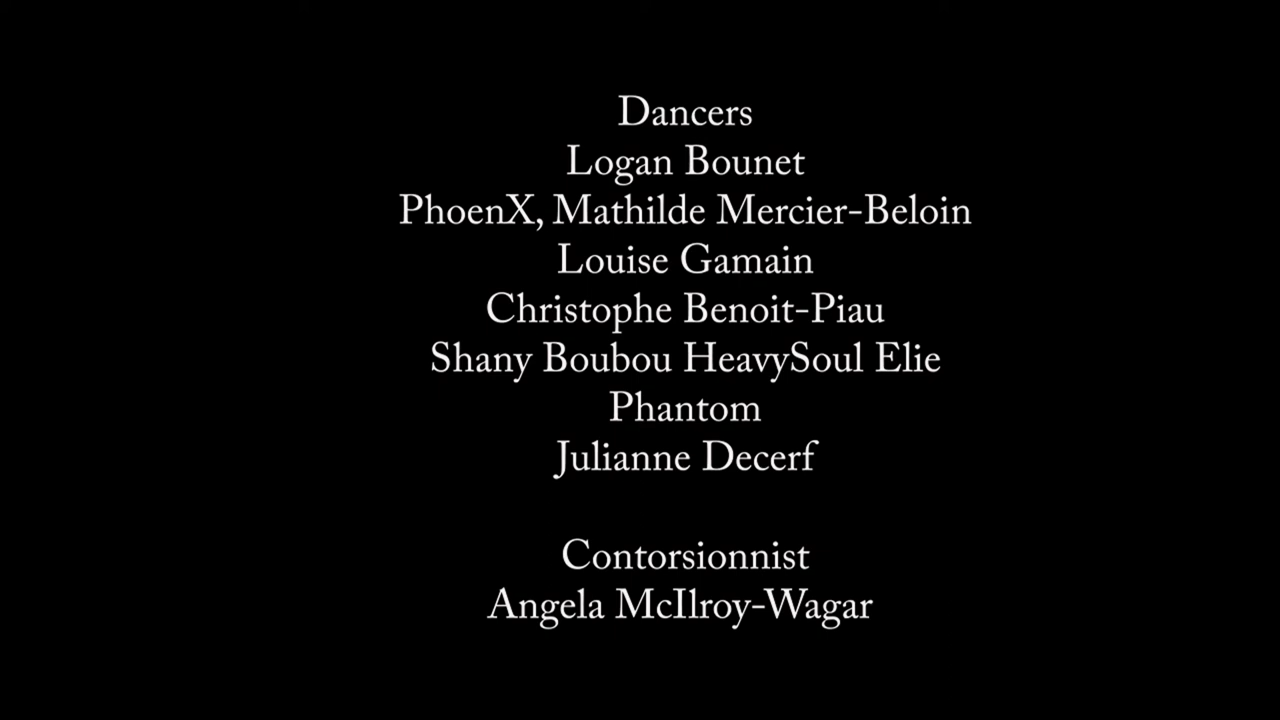 Dancers
Logan Bounet
PhoenX, Mathilde Mercier-Beloin
Louise Gamain
Christophe Benoit-Piau
Shany Boubou HeavySoul Elie
Phantom
Julianne Decerf
Contorsionnist
Angela McIlroy-Wagar